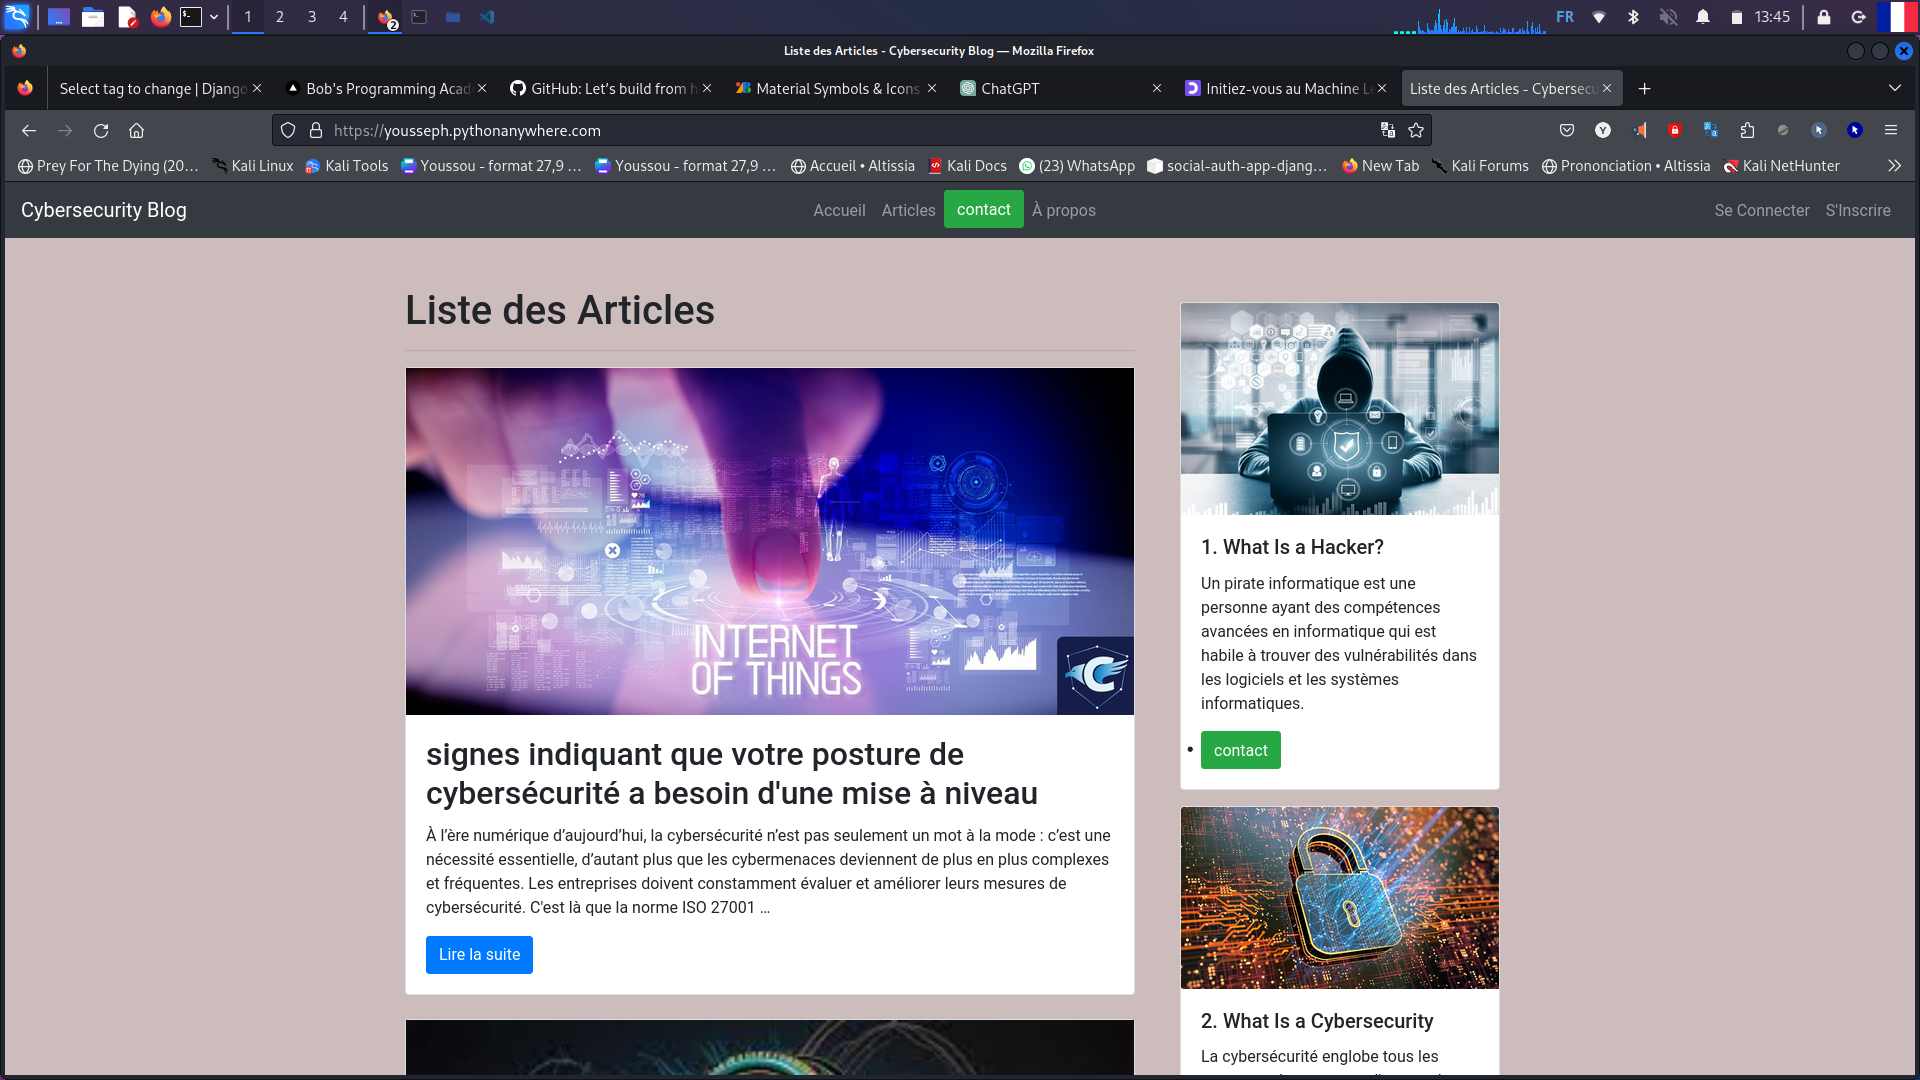 1 2 3 4 2 FR 13:45
Liste des Articles - Cybersecurity Blog — Mozilla Firefox
Select tag to change | Django Bob's Programming Acad GitHub: Let's build from h Material Symbols & Icons ChatGPT Initiez-vous au Machine L Liste des Articles - Cybersecu
https://yousseph.pythonanywhere.com
Prey For The Dying (20... Kali Linux Kali Tools Youssou - format 27,9 ... Youssou - format 27,9 ... Accueil • Altissia Kali Docs (23) WhatsApp social-auth-app-djang... New Tab Kali Forums Prononciation • Altissia Kali NetHunter
Cybersecurity Blog Accueil Articles contact À propos Se Connecter S'Inscrire
Liste des Articles
INTERNET
OF THINGS
signes indiquant que votre posture de
cybersécurité a besoin d'une mise à niveau
À l’ère numérique d’aujourd’hui, la cybersécurité n’est pas seulement un mot à la mode : c’est une
nécessité essentielle, d’autant plus que les cybermenaces deviennent de plus en plus complexes
et fréquentes. Les entreprises doivent constamment évaluer et améliorer leurs mesures de
cybersécurité. C'est là que la norme ISO 27001 …
Lire la suite
1. What Is a Hacker?
Un pirate informatique est une
personne ayant des compétences
avancées en informatique qui est
habile à trouver des vulnérabilités dans
les logiciels et les systèmes
informatiques.
• contact
2. What Is a Cybersecurity
La cybersécurité englobe tous les